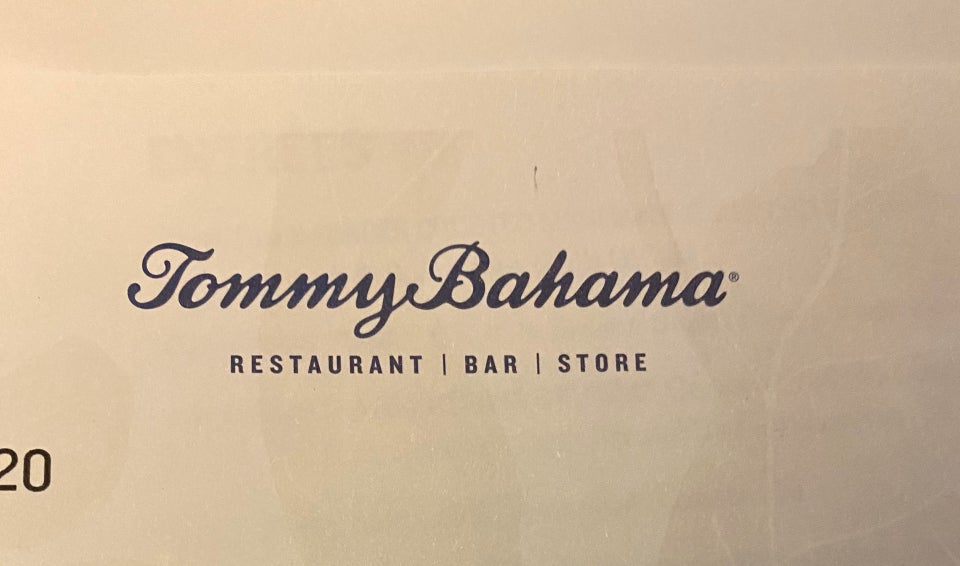 Tommy Bahama®
RESTAURANT | BAR | STORE
20